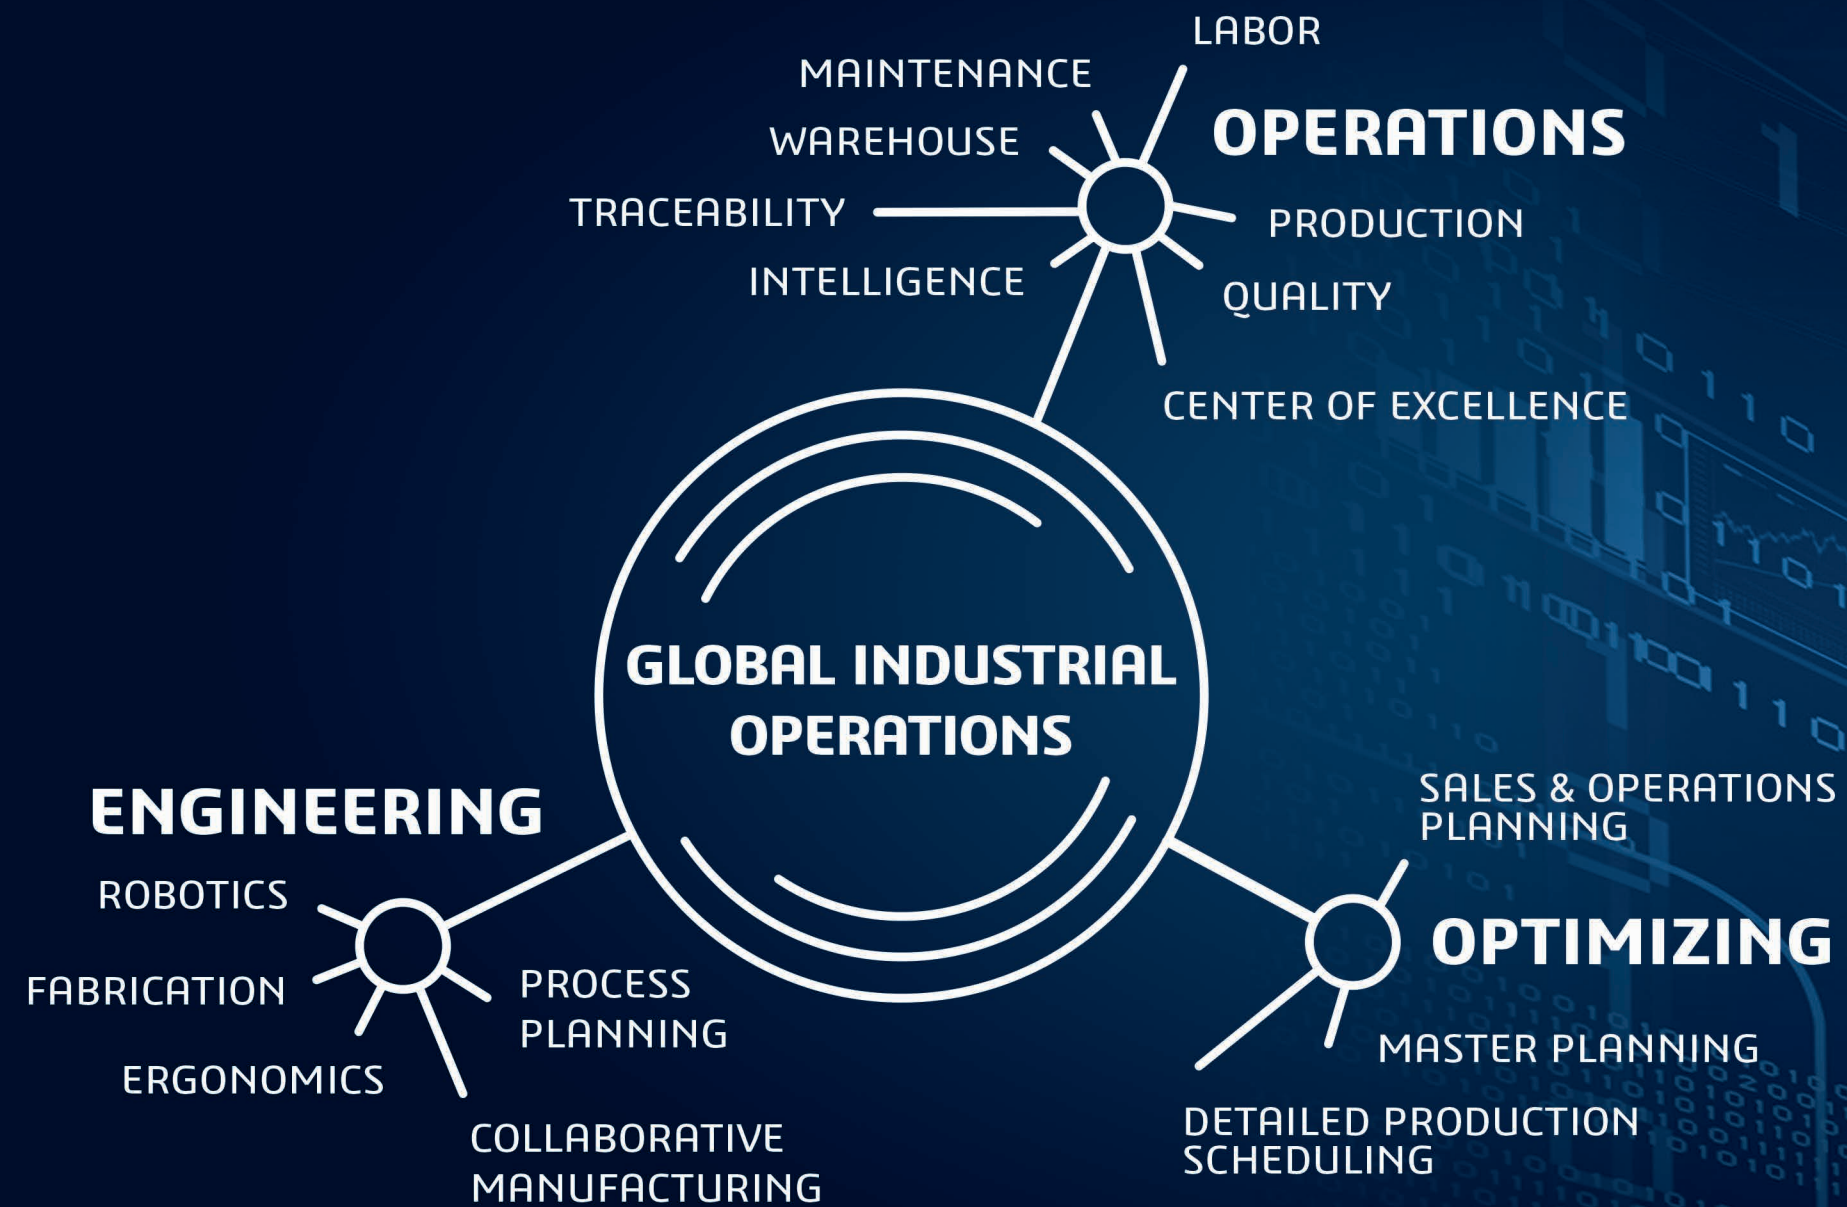 LABOR
MAINTENANCE
OPERATIONS
WAREHOUSE
TRACEABILITY
PRODUCTION
INTELLIGENCE
QUALITY
CENTER OF EXCELLENCE
GLOBAL INDUSTRIAL
OPERATIONS
ENGINEERING
ROBOTICS
FABRICATION
ERGONOMICS
PROCESS
PLANNING
COLLABORATIVE
MANUFACTURING
SALES & OPERATIONS
PLANNING
OPTIMIZING
MASTER PLANNING
DETAILED PRODUCTION
SCHEDULING